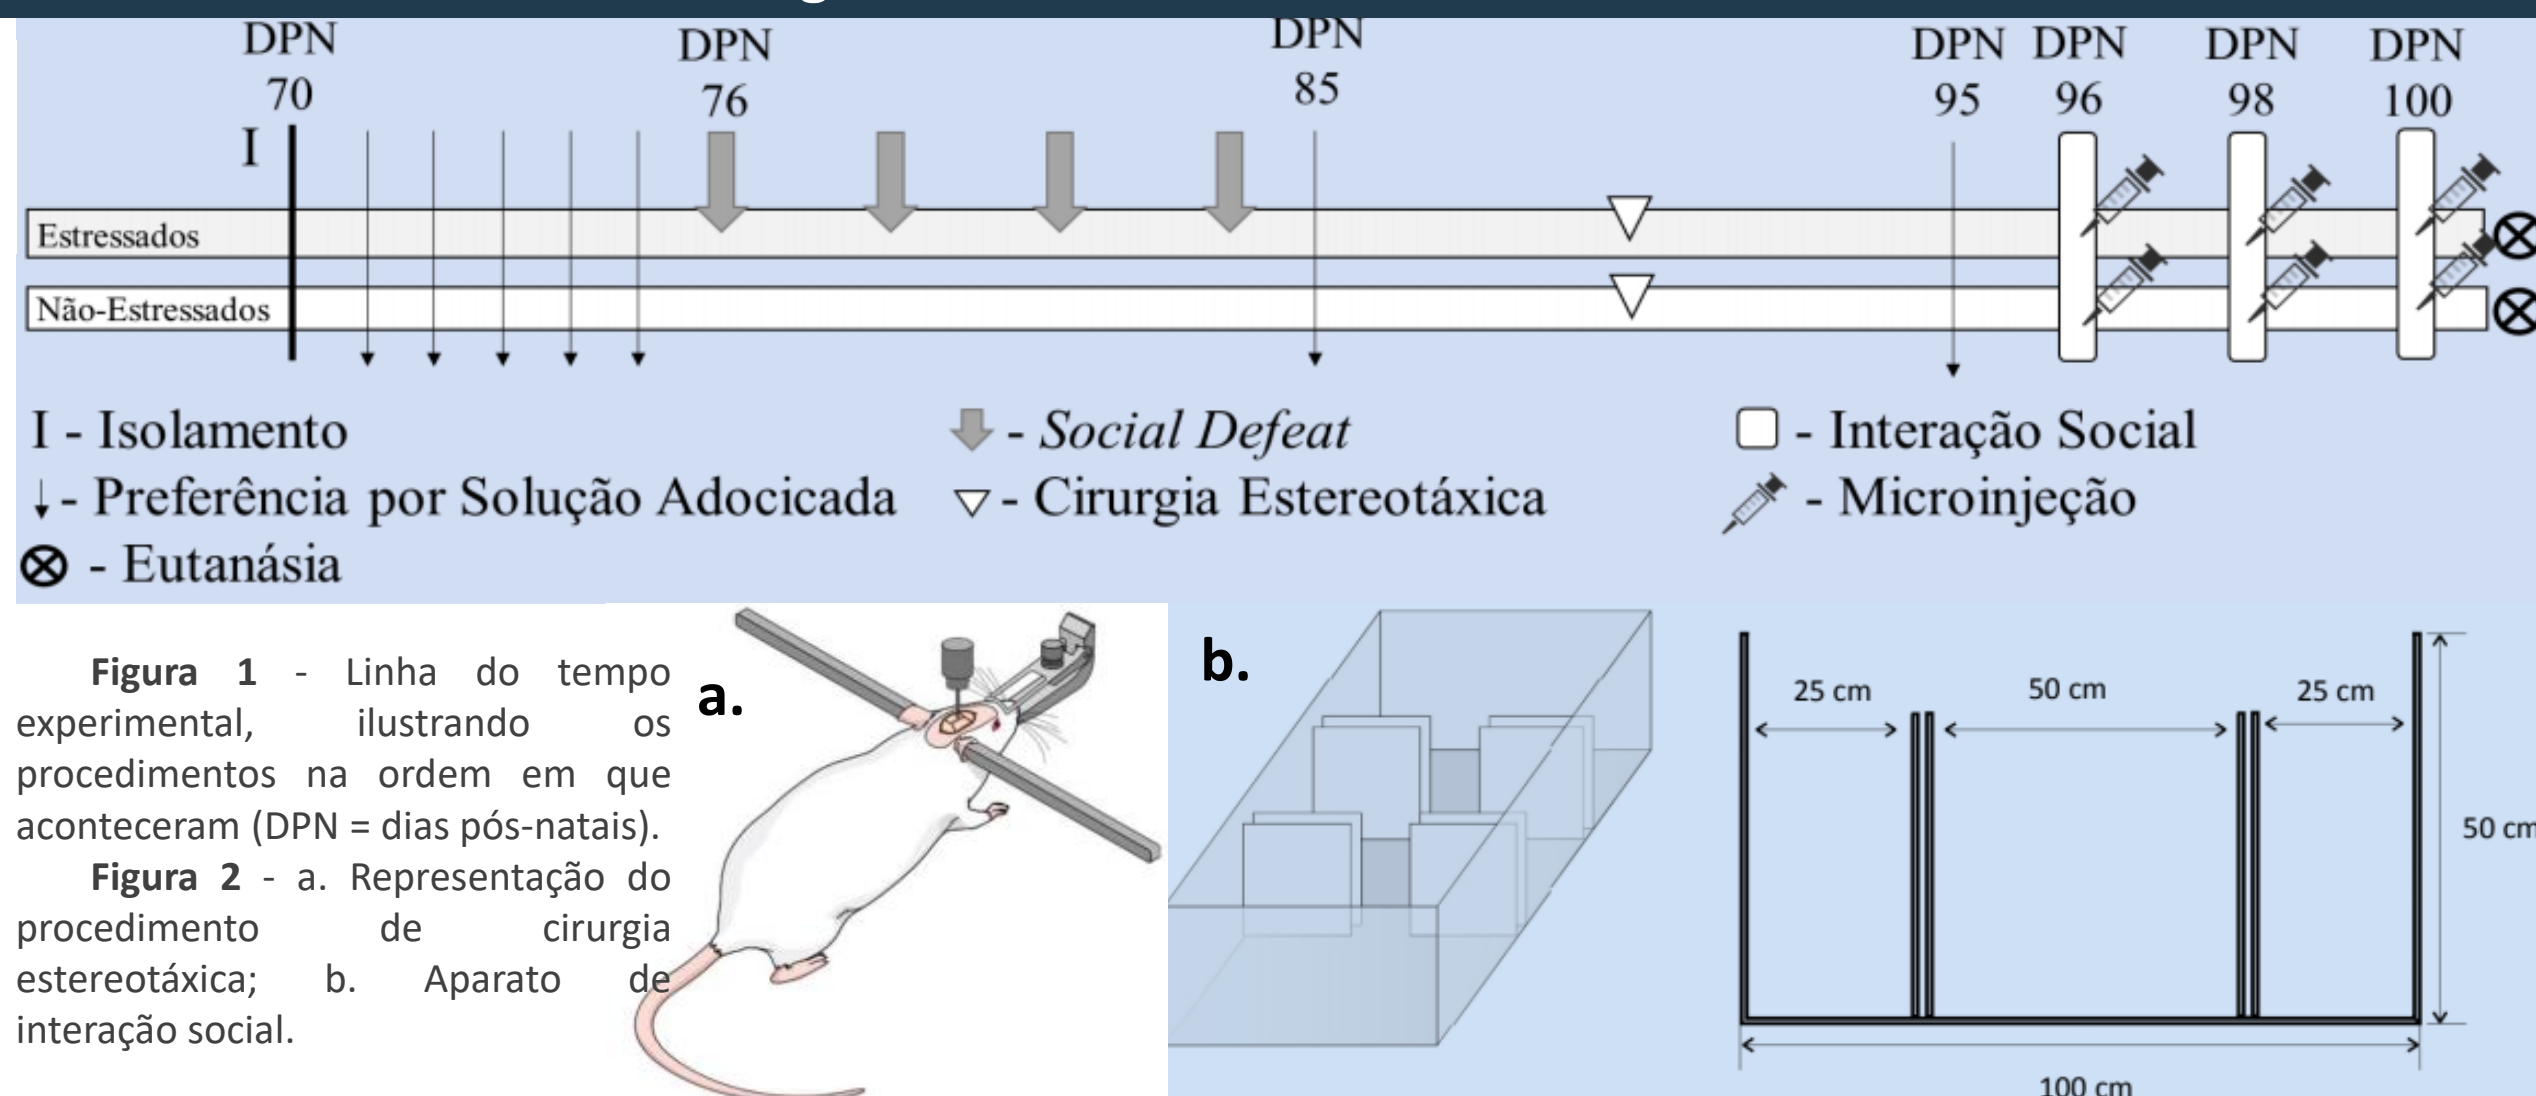 DPN DPN DPN DPN DPN DPN DPN
70 76 85 95 96 98 100
I
Estressados
Não-Estressados
I - Isolamento
- Social Defeat
- Interação Social
↓ - Preferência por Solução Adocicada
- Cirurgia Estereotáxica
- Microinjeção
- Eutanásia
Figura 1 - Linha do tempo
experimental, ilustrando os
procedimentos na ordem em que
aconteceram (DPN = dias pós-natais).
Figura 2 - a. Representação do
procedimento de cirurgia
estereotáxica; b. Aparato de
interação social.
a.
b.
25 cm 50 cm 25 cm
50 cm
100 cm